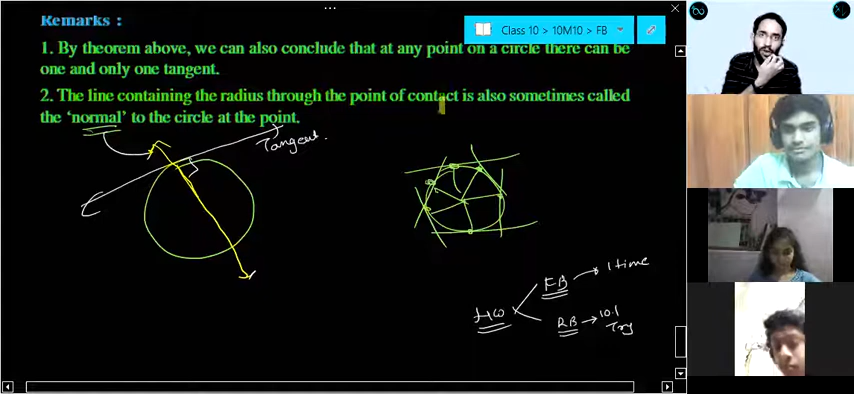 Remarks :
Class 10 > 10M10 > FB
1. By theorem above, we can also conclude that at any point on a circle there can be
one and only one tangent.
2. The line containing the radius through the point of contact is also sometimes called
the ‘normal’ to the circle at the point.
Tangent.
HW
FB → 1 time
RB → 10.1
Try